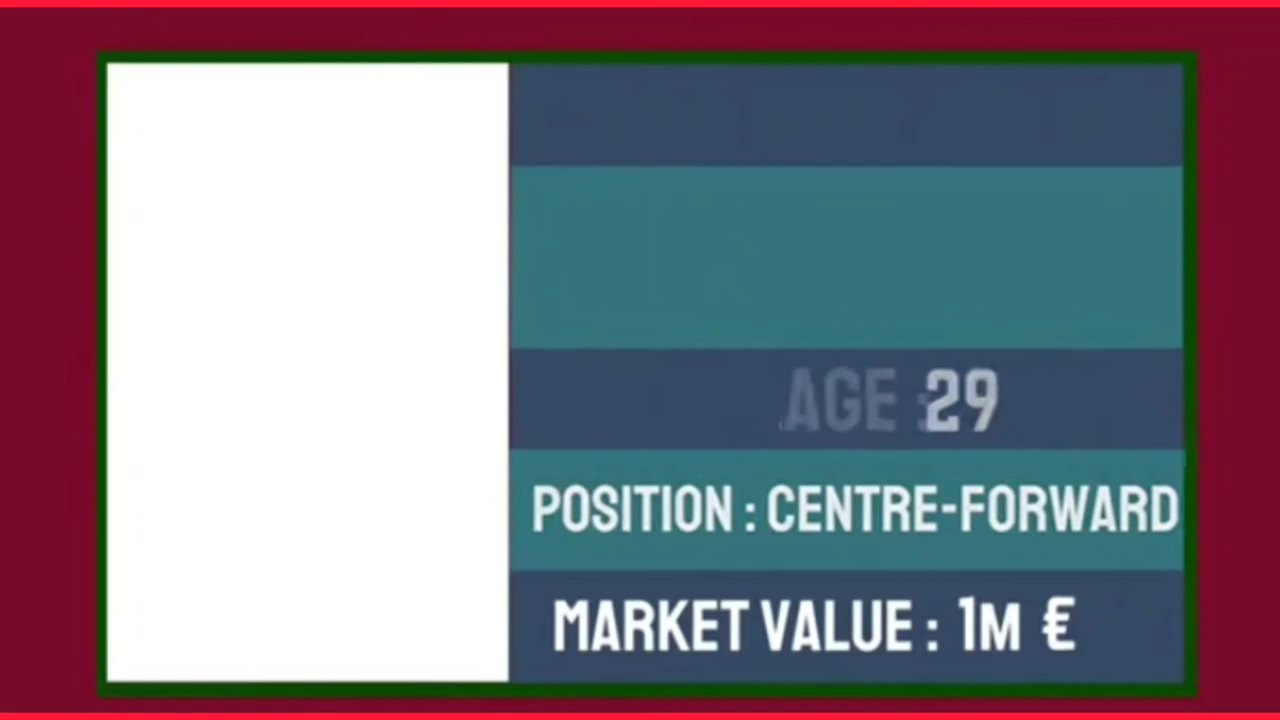 AGE : 29
POSITION : CENTRE-FORWARD
MARKET VALUE : 1M €